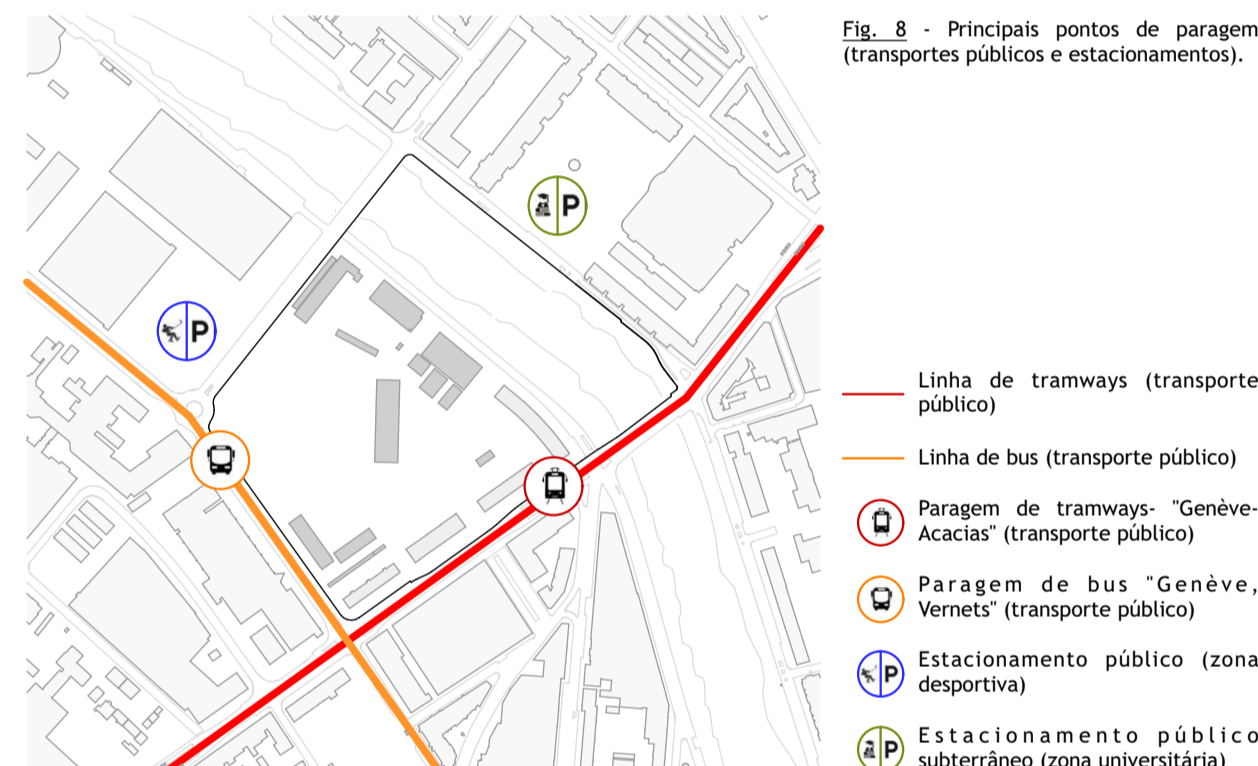 Fig. 8 - Principais pontos de paragem
(transportes públicos e estacionamentos).
P
P
Linha de tramways (transporte
público)
Linha de bus (transporte público)
Paragem de tramways- "Genève-
Acacias" (transporte público)
Paragem de bus "Genève,
Vernets" (transporte público)
P
Estacionamento público (zona
desportiva)
P
Estacionamento público
subterrâneo (zona universitária)